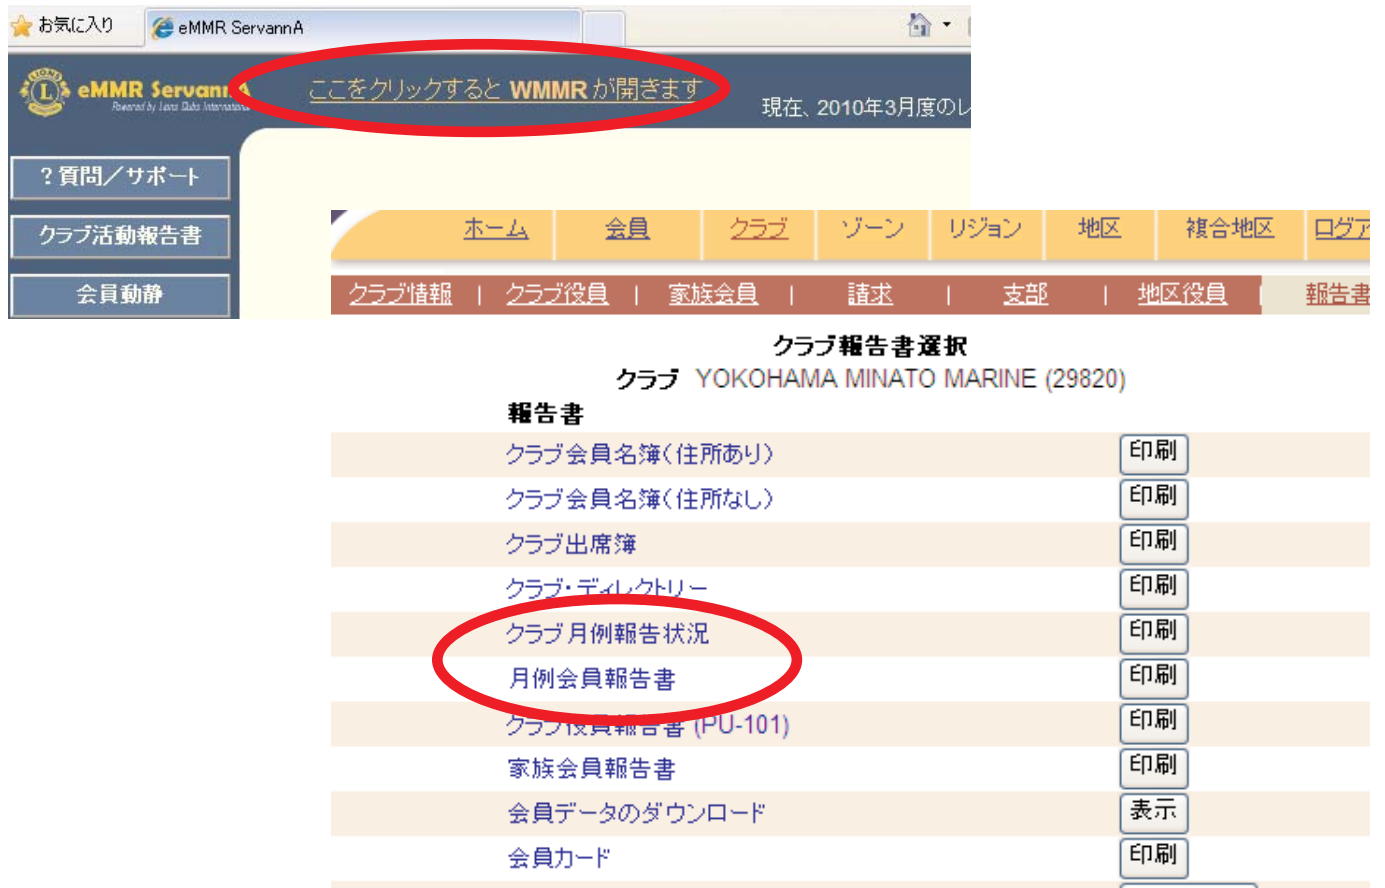 お気に入り
eMMR ServannA
eMMR ServannA
Powered by Lions Clubs International
ここをクリックすると WMMR が開きます
現在、2010年3月度のレ
?質問/サポート
クラブ活動報告書
会員動静
ホーム 会員 クラブ ゾーン リジョン 地区 複合地区 ログア
クラブ情報 | クラブ役員 | 家族会員 | 請求 | 支部 | 地区役員 | 報告書
クラブ報告書選択
クラブ YOKOHAMA MINATO MARINE (29820)
報告書
クラブ会員名簿(住所あり) 印刷
クラブ会員名簿(住所なし) 印刷
クラブ出席簿 印刷
クラブ・ディレクトリー 印刷
クラブ月例報告状況 印刷
月例会員報告書 印刷
クラブ役員報告書 (PU-101) 印刷
家族会員報告書 印刷
会員データのダウンロード 表示
会員カード 印刷